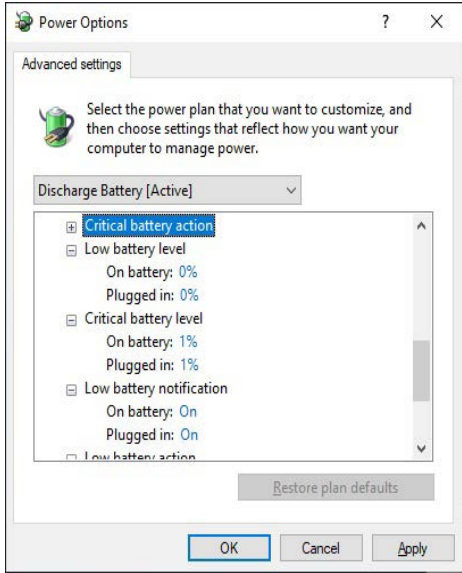 Power Options
Advanced settings
Select the power plan that you want to customize, and
then choose settings that reflect how you want your
computer to manage power.
Discharge Battery [Active]
Critical battery action
Low battery level
On battery: 0%
Plugged in: 0%
Critical battery level
On battery: 1%
Plugged in: 1%
Low battery notification
On battery: On
Plugged in: On
Low battery action
Restore plan defaults
OK Cancel Apply